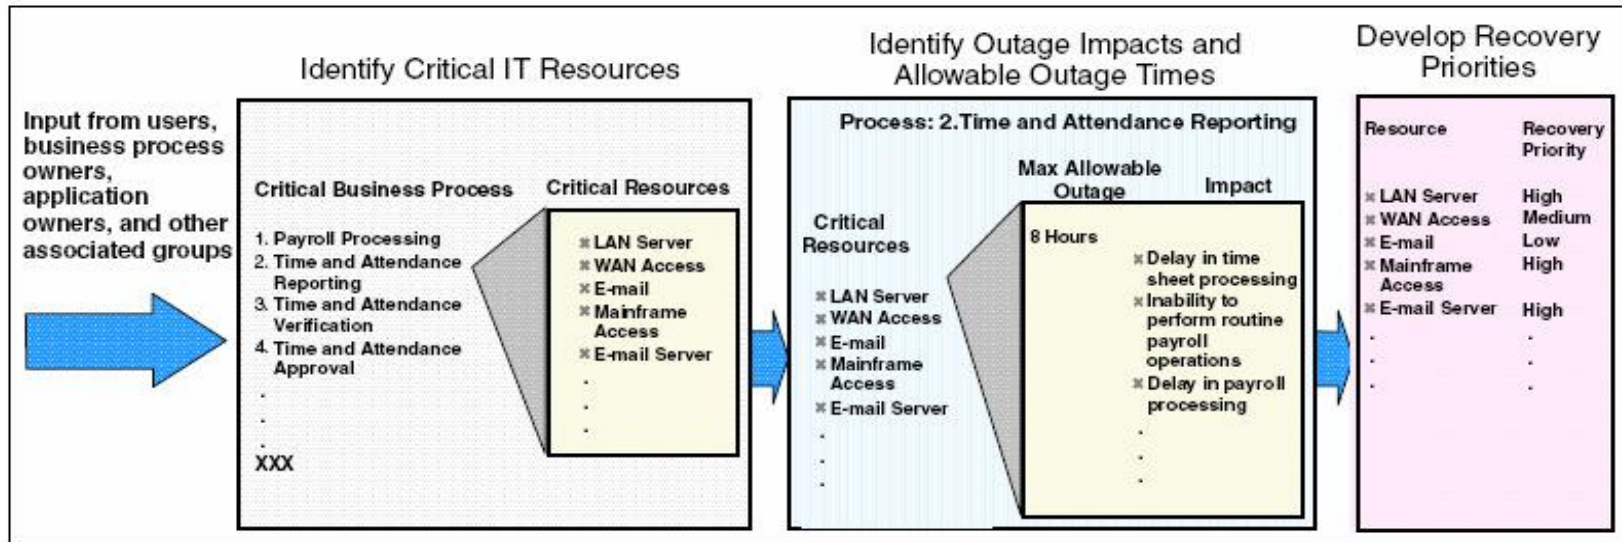 Identify Critical IT Resources
Identify Outage Impacts and
Allowable Outage Times
Develop Recovery
Priorities
Input from users,
business process
owners,
application
owners, and other
associated groups
Critical Business Process
1. Payroll Processing
2. Time and Attendance
Reporting
3. Time and Attendance
Verification
4. Time and Attendance
Approval
.
.
.
XXX
Critical Resources
LAN Server
WAN Access
E-mail
Mainframe
Access
E-mail Server
.
.
.
Process: 2.Time and Attendance Reporting
Critical
Resources
LAN Server
WAN Access
E-mail
Mainframe
Access
E-mail Server
.
.
.
Max Allowable
Outage
8 Hours
Impact
Delay in time
sheet processing
Inability to
perform routine
payroll
operations
Delay in payroll
processing
.
.
.
Resource Recovery
Priority
LAN Server High
WAN Access Medium
E-mail Low
Mainframe High
Access
E-mail Server High
. .
. .
. .